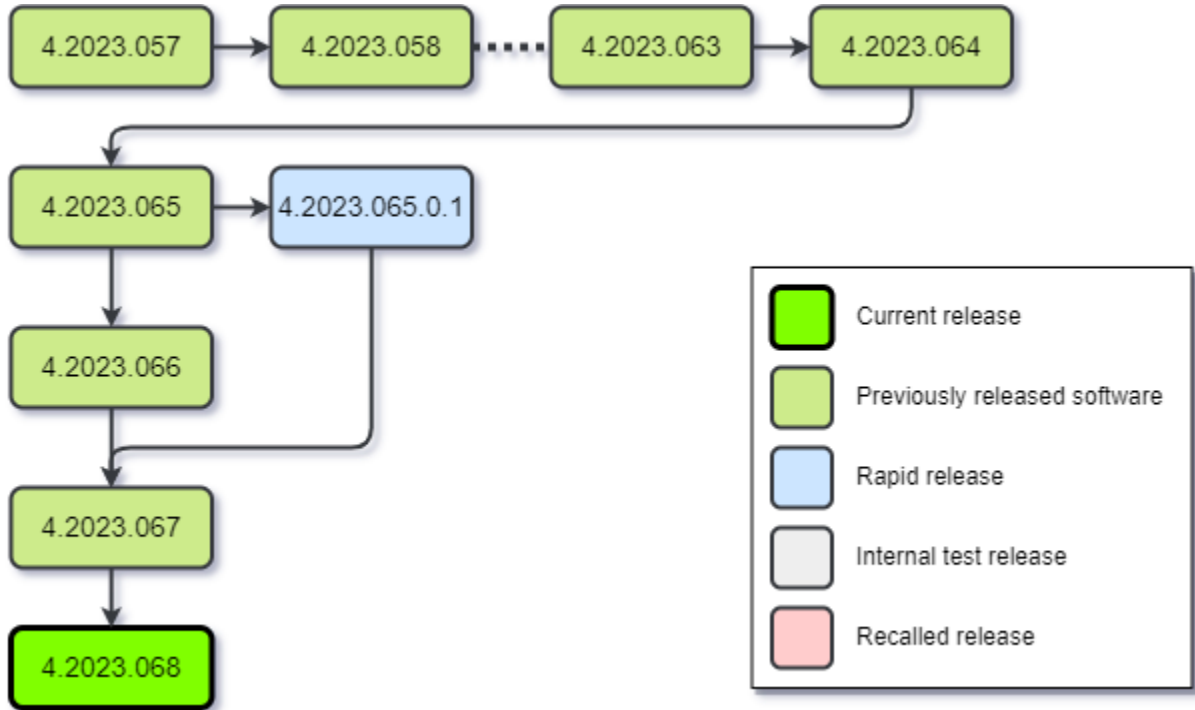 4.2023.057
4.2023.058
4.2023.063
4.2023.064
4.2023.065
4.2023.065.0.1
4.2023.066
4.2023.067
4.2023.068
Current release
Previously released software
Rapid release
Internal test release
Recalled release